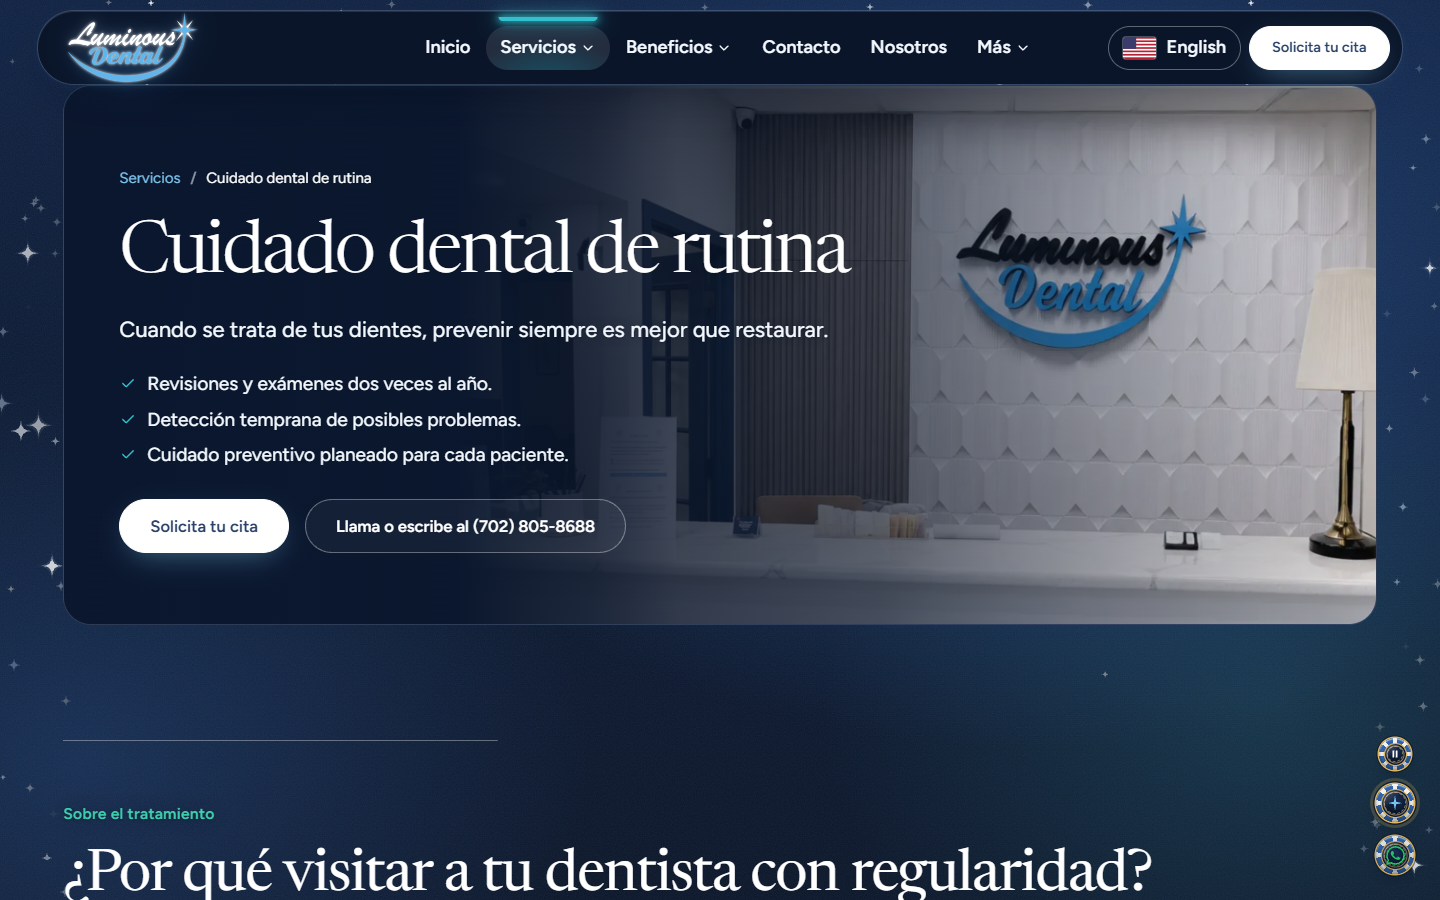 Luminous
Dental
Inicio
Servicios
Beneficios
Contacto
Nosotros
Más
English
Solicita tu cita
Servicios / Cuidado dental de rutina
Cuidado dental de rutina
Cuando se trata de tus dientes, prevenir siempre es mejor que restaurar.
Revisiones y exámenes dos veces al año.
Detección temprana de posibles problemas.
Cuidado preventivo planeado para cada paciente.
Solicita tu cita
Llama o escribe al (702) 805-8688
Luminous
Dental
Sobre el tratamiento
¿Por qué visitar a tu dentista con regularidad?